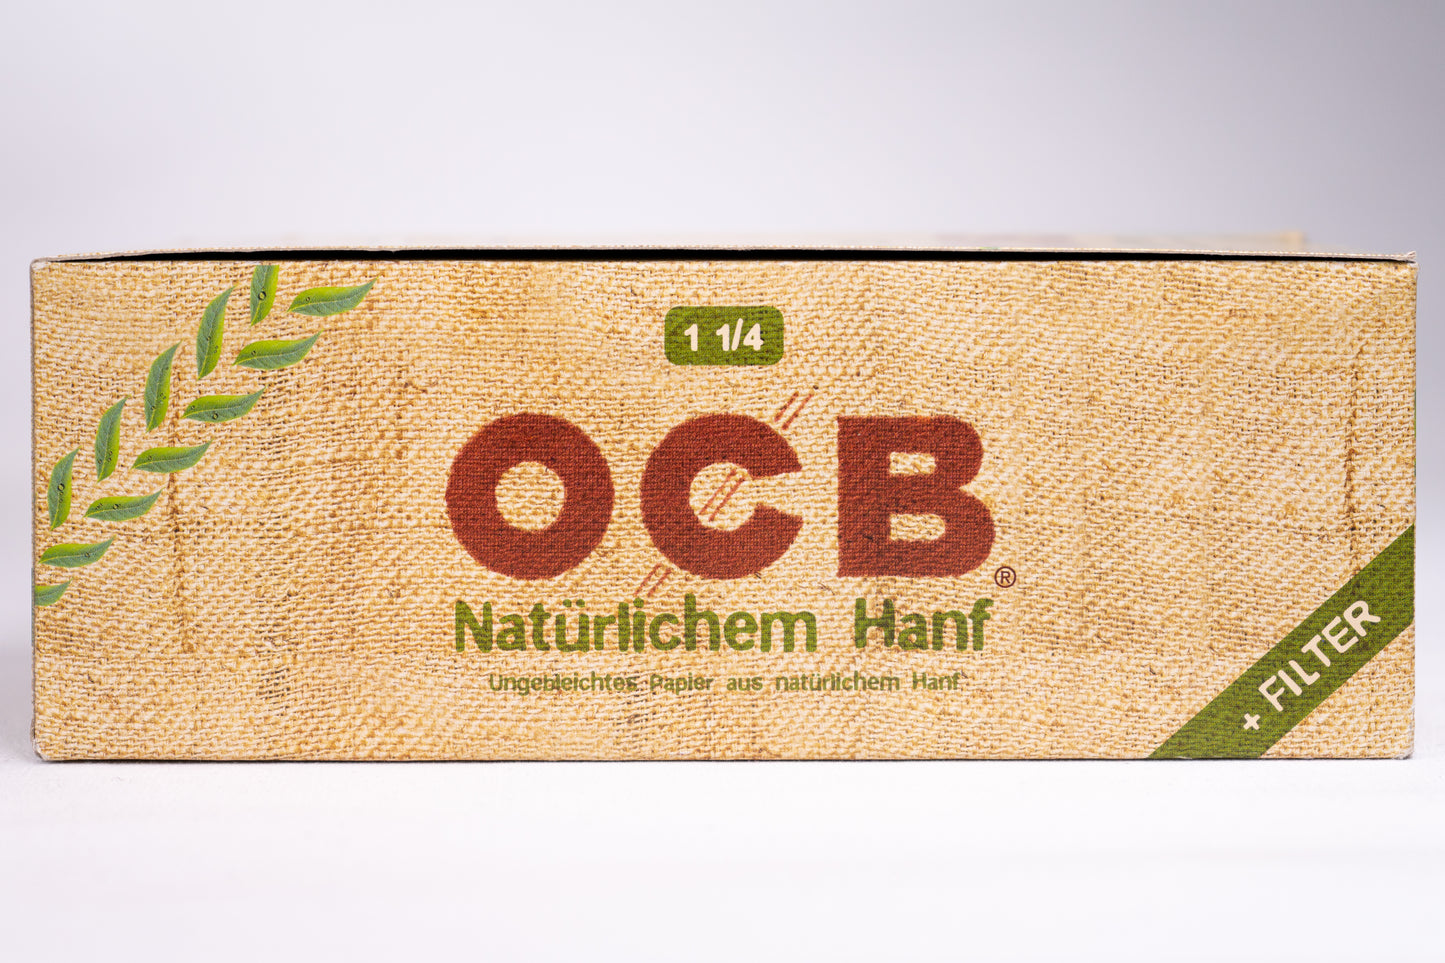 1 1/4
OCB®
Natürlichem Hanf
Ungebleichtes Papier aus natürlichem Hanf
+ FILTER